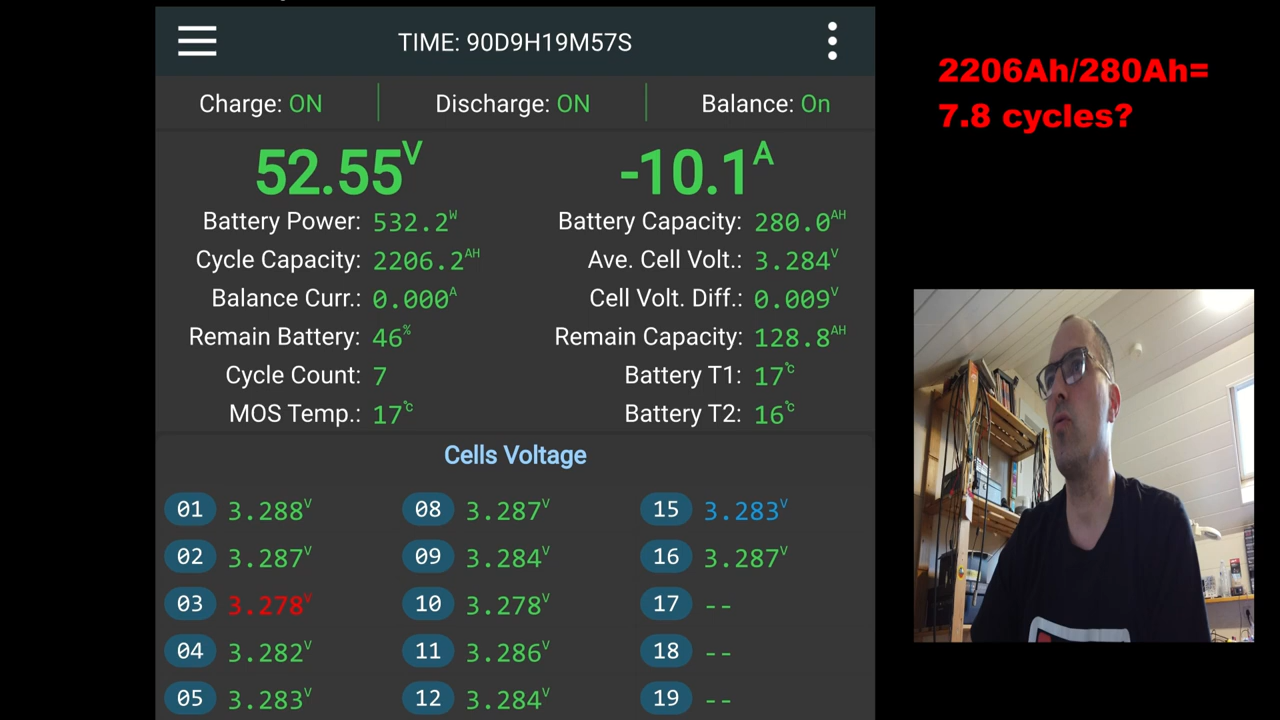 TIME: 90D9H19M57S
Charge: ON Discharge: ON Balance: On
52.55V -10.1A
Battery Power: 532.2W Battery Capacity: 280.0AH
Cycle Capacity: 2206.2AH Ave. Cell Volt.: 3.284V
Balance Curr.: 0.000A Cell Volt. Diff.: 0.009V
Remain Battery: 46% Remain Capacity: 128.8AH
Cycle Count: 7 Battery T1: 17℃
MOS Temp.: 17℃ Battery T2: 16℃
Cells Voltage
01 3.288V 08 3.287V 15 3.283V
02 3.287V 09 3.284V 16 3.287V
03 3.278V 10 3.278V 17 --
04 3.282V 11 3.286V 18 --
05 3.283V 12 3.284V 19 --
2206Ah/280Ah=
7.8 cycles?